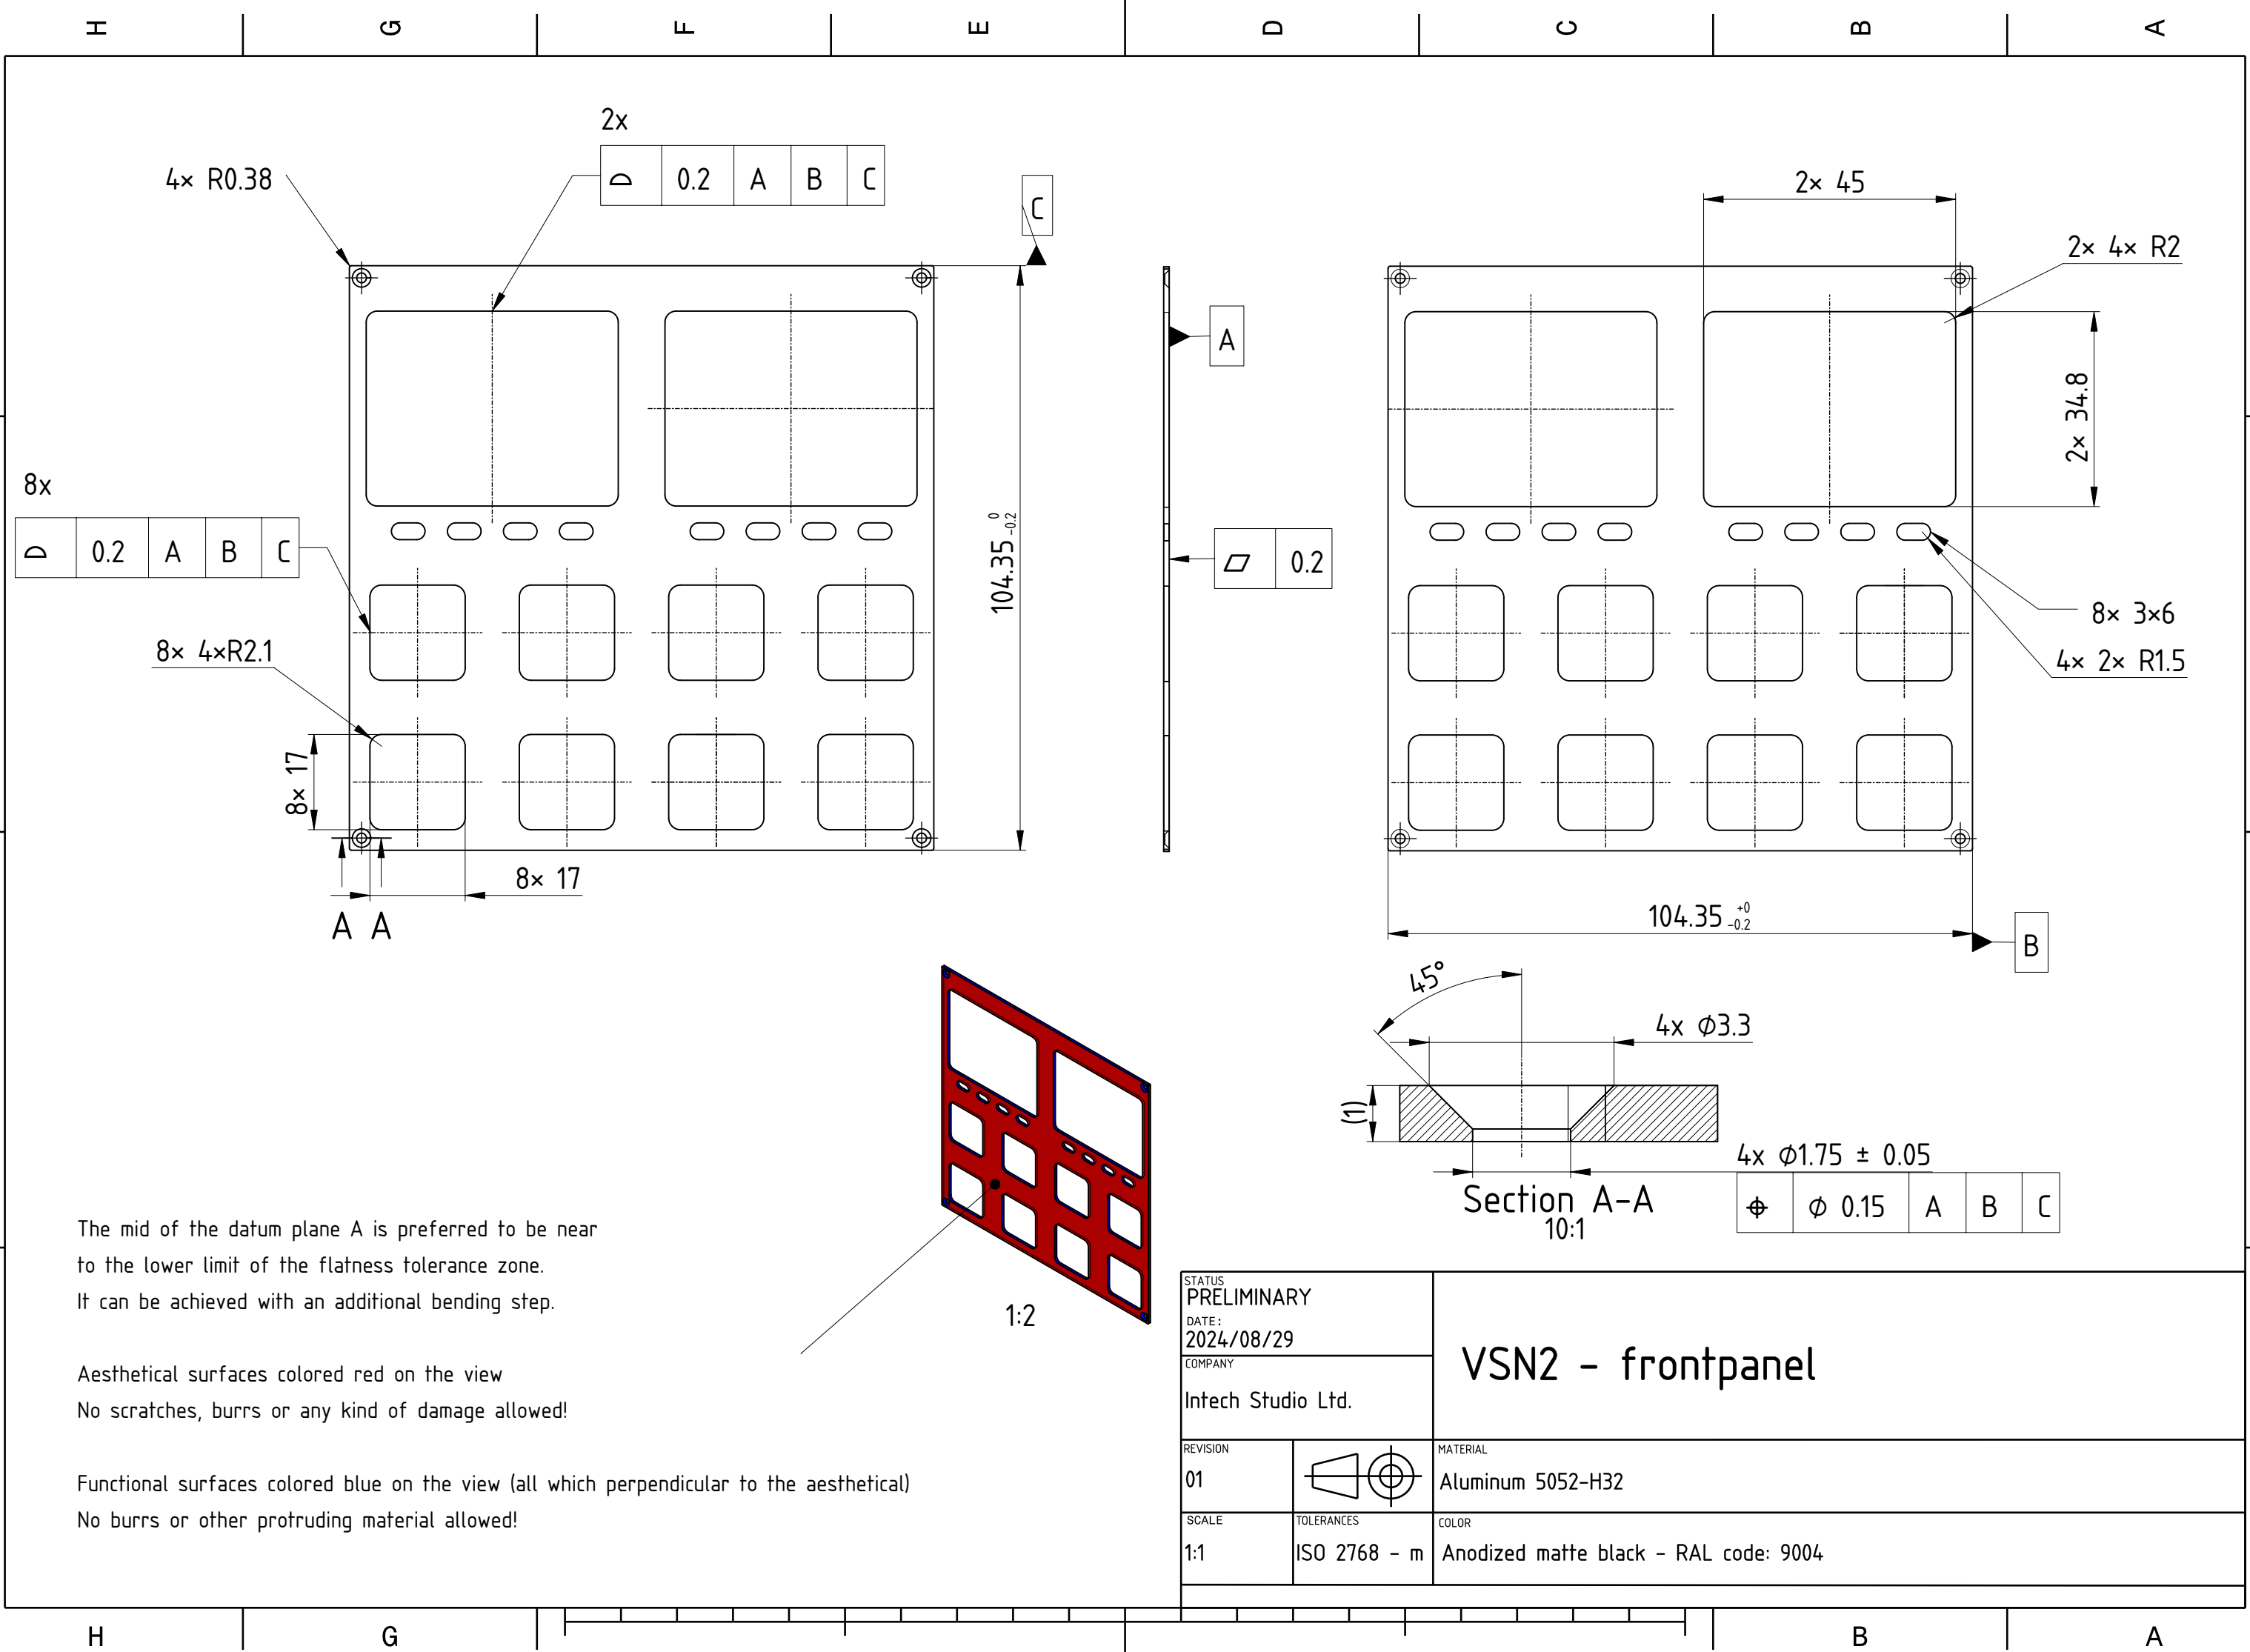 H G F E D C B A
2x
0.2 A B C
4× R0.38
C
2× 45
2× 4× R2
A
2× 34.8
8x
0.2 A B C
104.35 0 -0.2
0.2
8× 4×R2.1
8× 3×6
4× 2× R1.5
8× 17
8× 17
A A
104.35 +0 -0.2
B
45°
4x Ø3.3
(1)
4x Ø1.75 ± 0.05
Ø 0.15 A B C
Section A-A
10:1
1:2
The mid of the datum plane A is preferred to be near
to the lower limit of the flatness tolerance zone.
It can be achieved with an additional bending step.
Aesthetical surfaces colored red on the view
No scratches, burrs or any kind of damage allowed!
Functional surfaces colored blue on the view (all which perpendicular to the aesthetical)
No burrs or other protruding material allowed!
STATUS
PRELIMINARY
DATE:
2024/08/29
COMPANY
Intech Studio Ltd.
VSN2 - frontpanel
REVISION
01
MATERIAL
Aluminum 5052-H32
SCALE
1:1
TOLERANCES
ISO 2768 - m
COLOR
Anodized matte black - RAL code: 9004
H G B A